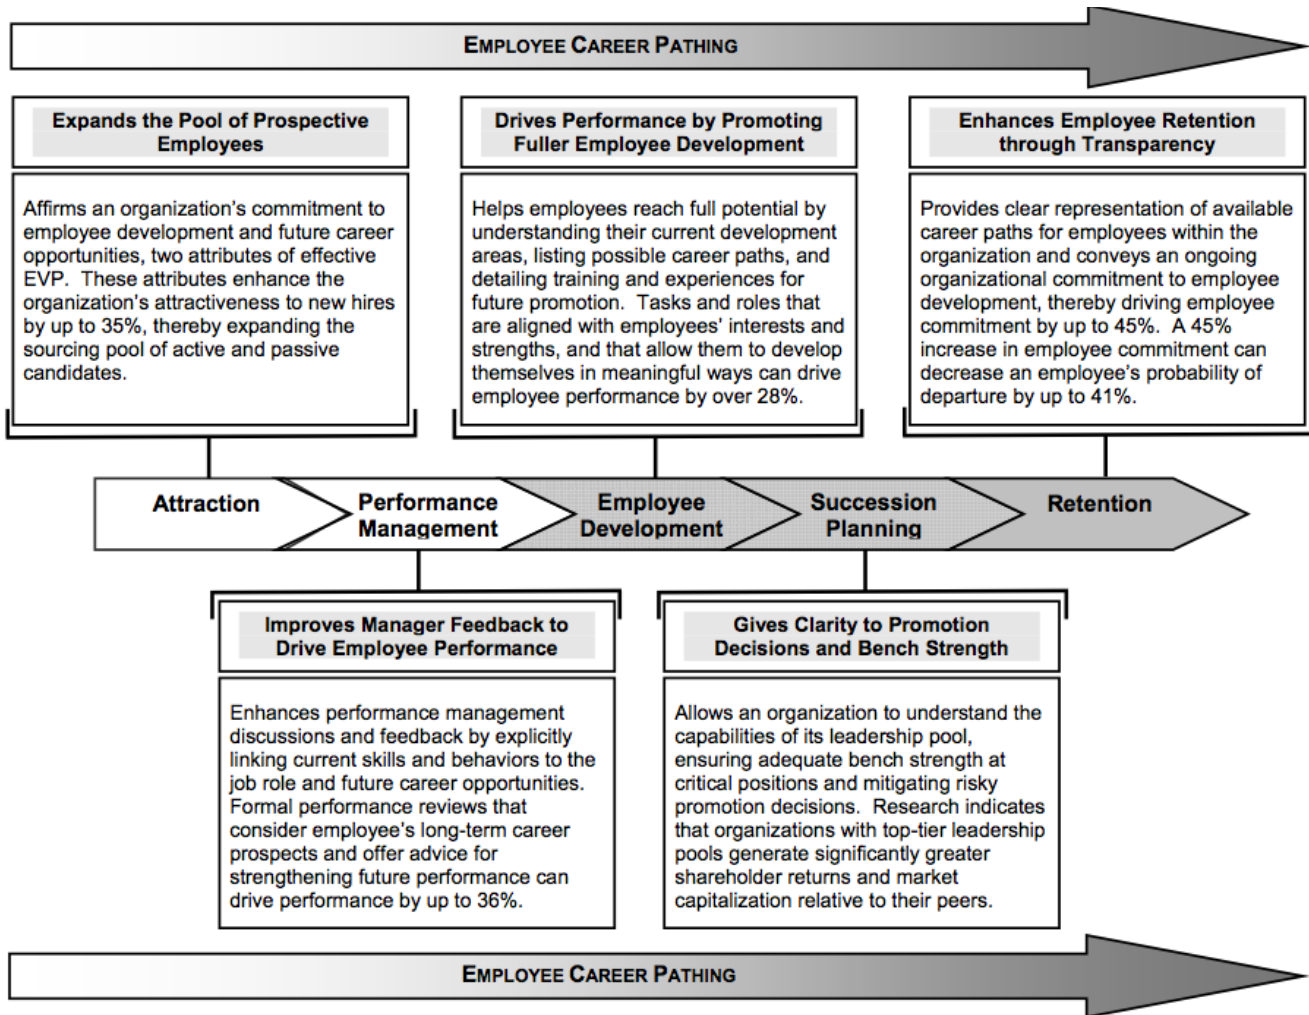 EMPLOYEE CAREER PATHING
Expands the Pool of Prospective
Employees
Affirms an organization's commitment to
employee development and future career
opportunities, two attributes of effective
EVP.  These attributes enhance the
organization's attractiveness to new hires
by up to 35%, thereby expanding the
sourcing pool of active and passive
candidates.
Drives Performance by Promoting
Fuller Employee Development
Helps employees reach full potential by
understanding their current development
areas, listing possible career paths, and
detailing training and experiences for
future promotion.  Tasks and roles that
are aligned with employees' interests and
strengths, and that allow them to develop
themselves in meaningful ways can drive
employee performance by over 28%.
Enhances Employee Retention
through Transparency
Provides clear representation of available
career paths for employees within the
organization and conveys an ongoing
organizational commitment to employee
development, thereby driving employee
commitment by up to 45%.  A 45%
increase in employee commitment can
decrease an employee's probability of
departure by up to 41%.
Attraction
Performance
Management
Employee
Development
Succession
Planning
Retention
Improves Manager Feedback to
Drive Employee Performance
Enhances performance management
discussions and feedback by explicitly
linking current skills and behaviors to the
job role and future career opportunities.
Formal performance reviews that
consider employee's long-term career
prospects and offer advice for
strengthening future performance can
drive performance by up to 36%.
Gives Clarity to Promotion
Decisions and Bench Strength
Allows an organization to understand the
capabilities of its leadership pool,
ensuring adequate bench strength at
critical positions and mitigating risky
promotion decisions.  Research indicates
that organizations with top-tier leadership
pools generate significantly greater
shareholder returns and market
capitalization relative to their peers.
EMPLOYEE CAREER PATHING